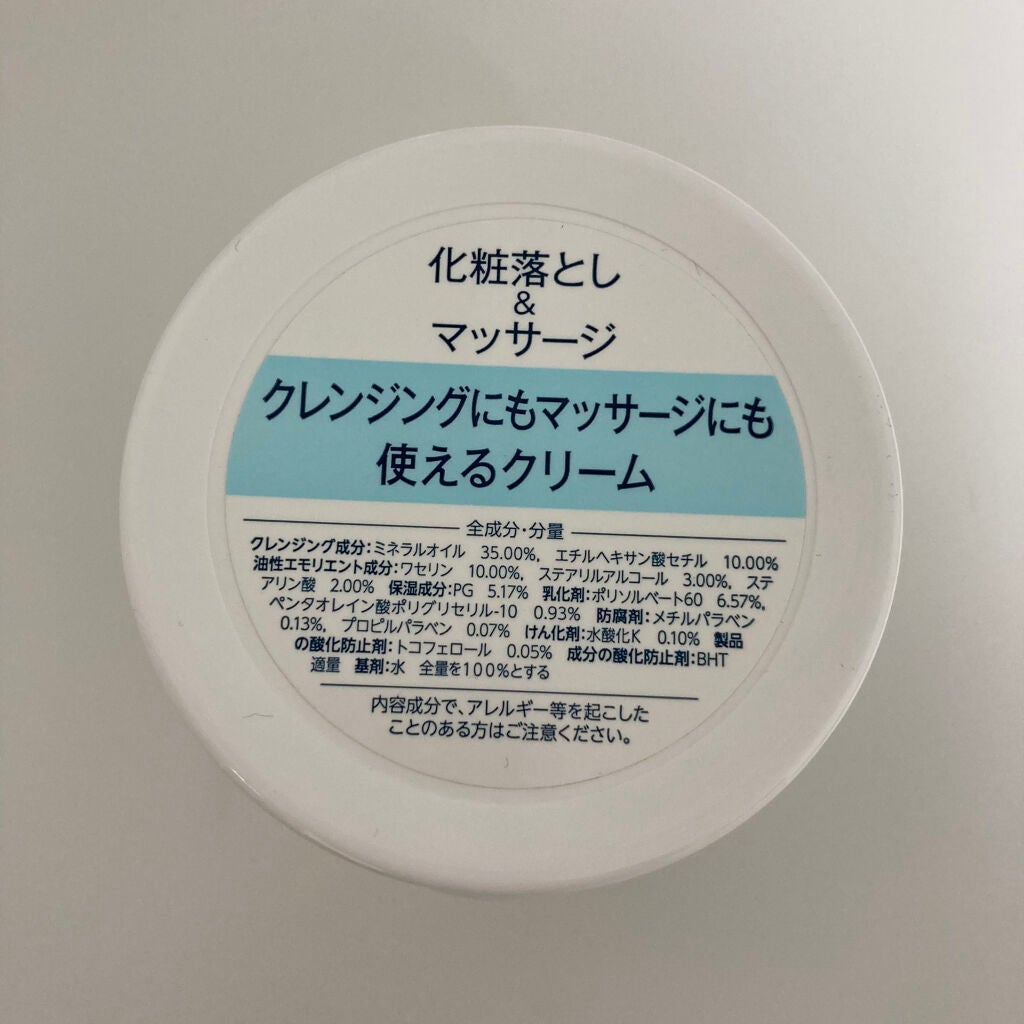 化粧落とし
&
マッサージ
クレンジングにもマッサージにも
使えるクリーム
全成分・分量
クレンジング成分:ミネラルオイル 35.00%, エチルヘキサン酸セチル 10.00%
油性エモリエント成分:ワセリン 10.00%, ステアリルアルコール 3.00%, ステ
アリン酸 2.00% 保湿成分:PG 5.17% 乳化剤:ポリソルベート60 6.57%,
ペンタオレイン酸ポリグリセリル-10 0.93% 防腐剤:メチルパラベン
0.13%, プロピルパラベン 0.07% けん化剤:水酸化K 0.10% 製品
の酸化防止剤:トコフェロール 0.05% 成分の酸化防止剤:BHT
適量 基剤:水 全量を100%とする
内容成分で、アレルギー等を起こした
ことのある方はご注意ください。